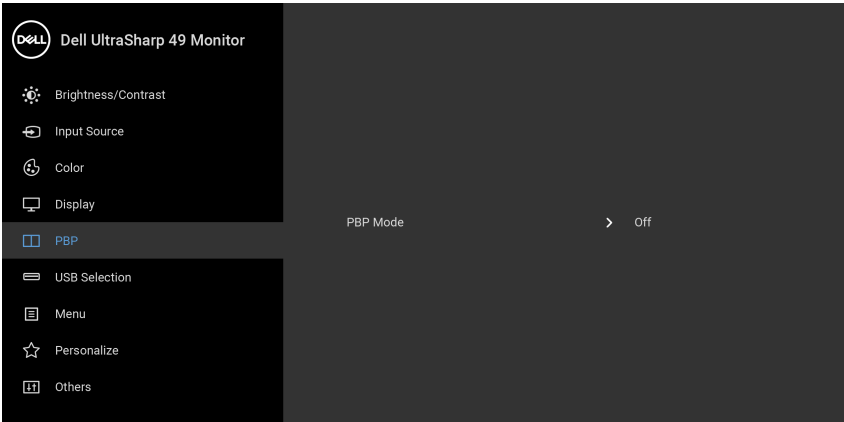 DELL
Dell UltraSharp 49 Monitor
Brightness/Contrast
Input Source
Color
Display
PBP
USB Selection
Menu
Personalize
Others
PBP Mode
Off